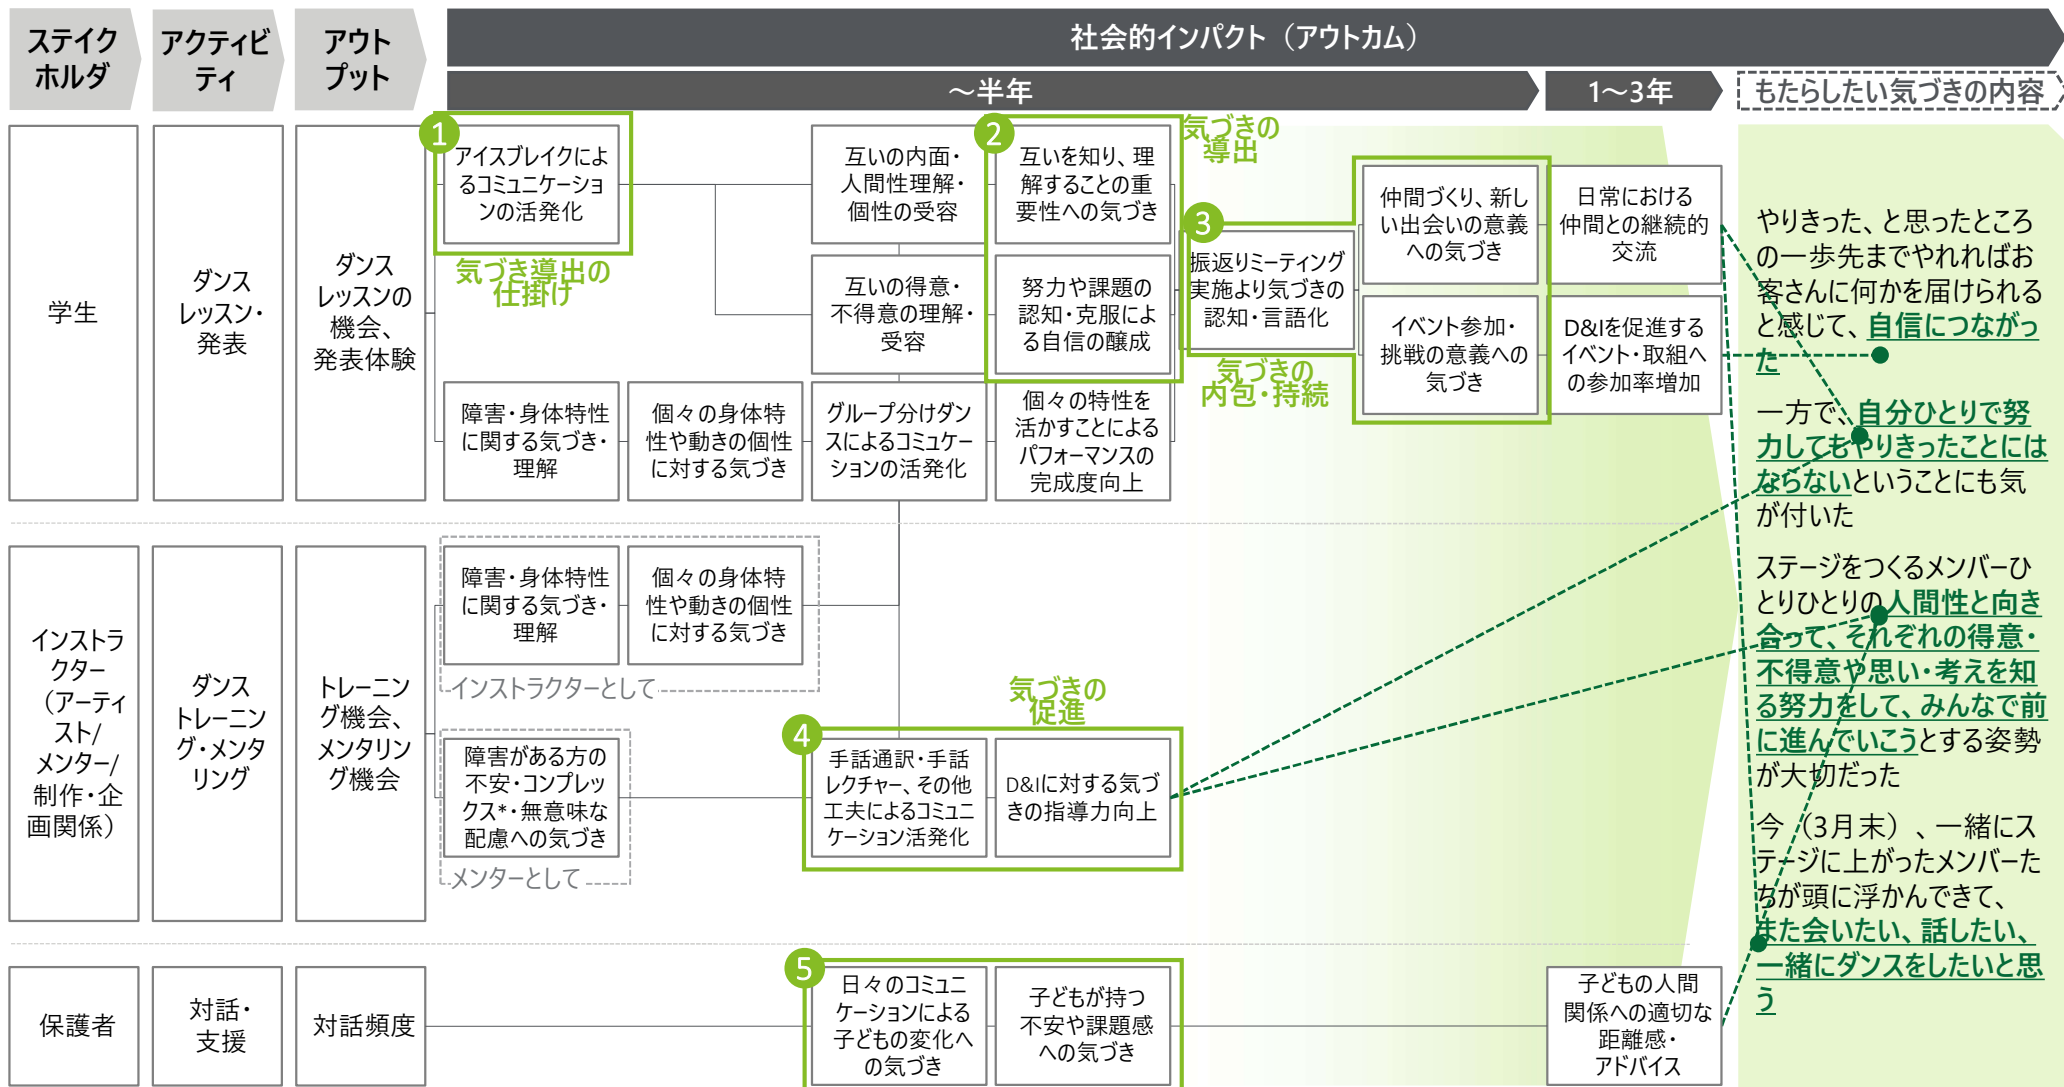 ステイク
ホルダ
アクティビ
ティ
アウト
プット
社会的インパクト（アウトカム）
～半年
1～3年
もたらしたい気づきの内容
学生
ダンス
レッスン・
発表
ダンス
レッスンの
機会、
発表体験
1
アイスブレイクによ
るコミュニケーショ
ンの活発化
気づき導出の
仕掛け
互いの内面・
人間性理解・
個性の受容
互いの得意・
不得意の理解・
受容
2
気づきの
導出
互いを知り、理
解することの重
要性への気づき
努力や課題の
認知・克服によ
る自信の醸成
3
振返りミーティング
実施より気づきの
認知・言語化
気づきの
内包・持続
仲間づくり、新し
い出会いの意義
への気づき
イベント参加・
挑戦の意義への
気づき
日常における
仲間との継続的
交流
D&Iを促進する
イベント・取組へ
の参加率増加
障害・身体特性
に関する気づき・
理解
個々の身体特
性や動きの個性
に対する気づき
グループ分けダン
スによるコミュケー
ションの活発化
個々の特性を
活かすことによる
パフォーマンスの
完成度向上
インストラ
クター
（アーティ
スト/
メンター/
制作・企
画関係）
ダンス
トレーニン
グ・メンタ
リング
トレーニン
グ機会、
メンタリン
グ機会
障害・身体特性
に関する気づき・
理解
個々の身体特
性や動きの個性
に対する気づき
インストラクターとして
障害がある方の
不安・コンプレッ
クス*・無意味な
配慮への気づき
メンターとして
気づきの
促進
4
手話通訳・手話
レクチャー、その他
工夫によるコミュニ
ケーション活発化
D&Iに対する気づ
きの指導力向上
保護者
対話・
支援
対話頻度
5
日々のコミュニ
ケーションによる
子どもの変化へ
の気づき
子どもが持つ
不安や課題感
への気づき
子どもの人間
関係への適切な
距離感・
アドバイス
やりきった、と思ったところ
の一歩先までやれればお
客さんに何かを届けられる
と感じて、自信につながっ
た
一方で、自分ひとりで努
力してもやりきったことには
ならないということにも気
が付いた
ステージをつくるメンバーひ
とりひとりの人間性と向き
合って、それぞれの得意・
不得意や思い・考えを知
る努力をして、みんなで前
に進んでいこうとする姿勢
が大切だった
今（3月末）、一緒にス
テージに上がったメンバーた
ちが頭に浮かんできて、
また会いたい、話したい、
一緒にダンスをしたいと思
う